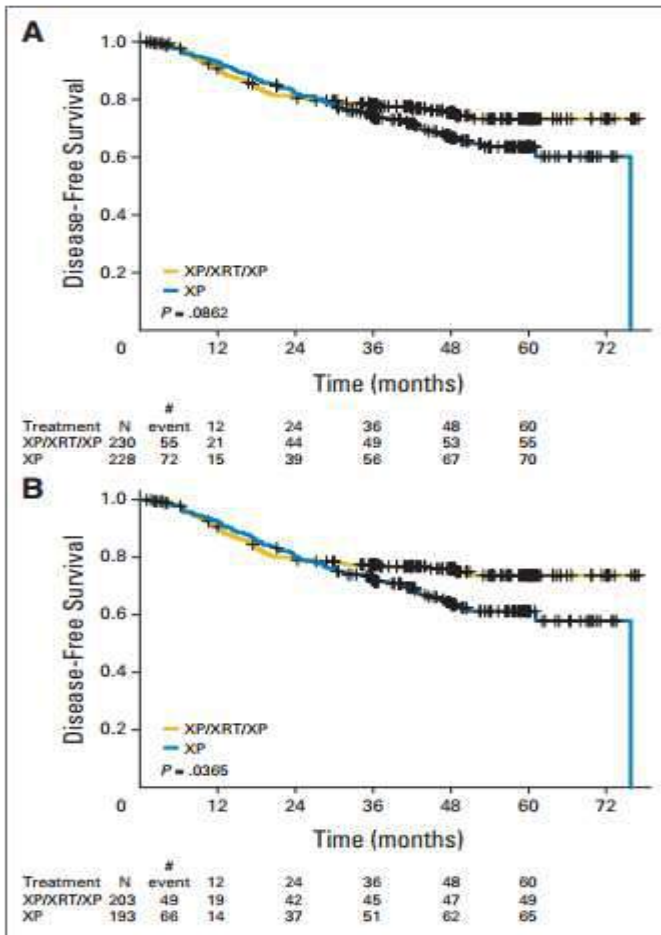 A
Disease-Free Survival
1.0
0.8
0.6
0.4
0.2
XP/XRT/XP
XP
P = .0862
0 12 24 36 48 60 72
Time (months)
#
Treatment N event 12 24 36 48 60
XP/XRT/XP 230 55 21 44 49 53 55
XP 228 72 15 39 56 67 70
B
Disease-Free Survival
1.0
0.8
0.6
0.4
0.2
XP/XRT/XP
XP
P = .0365
0 12 24 36 48 60 72
Time (months)
#
Treatment N event 12 24 36 48 60
XP/XRT/XP 203 49 19 42 45 47 49
XP 193 66 14 37 51 62 65